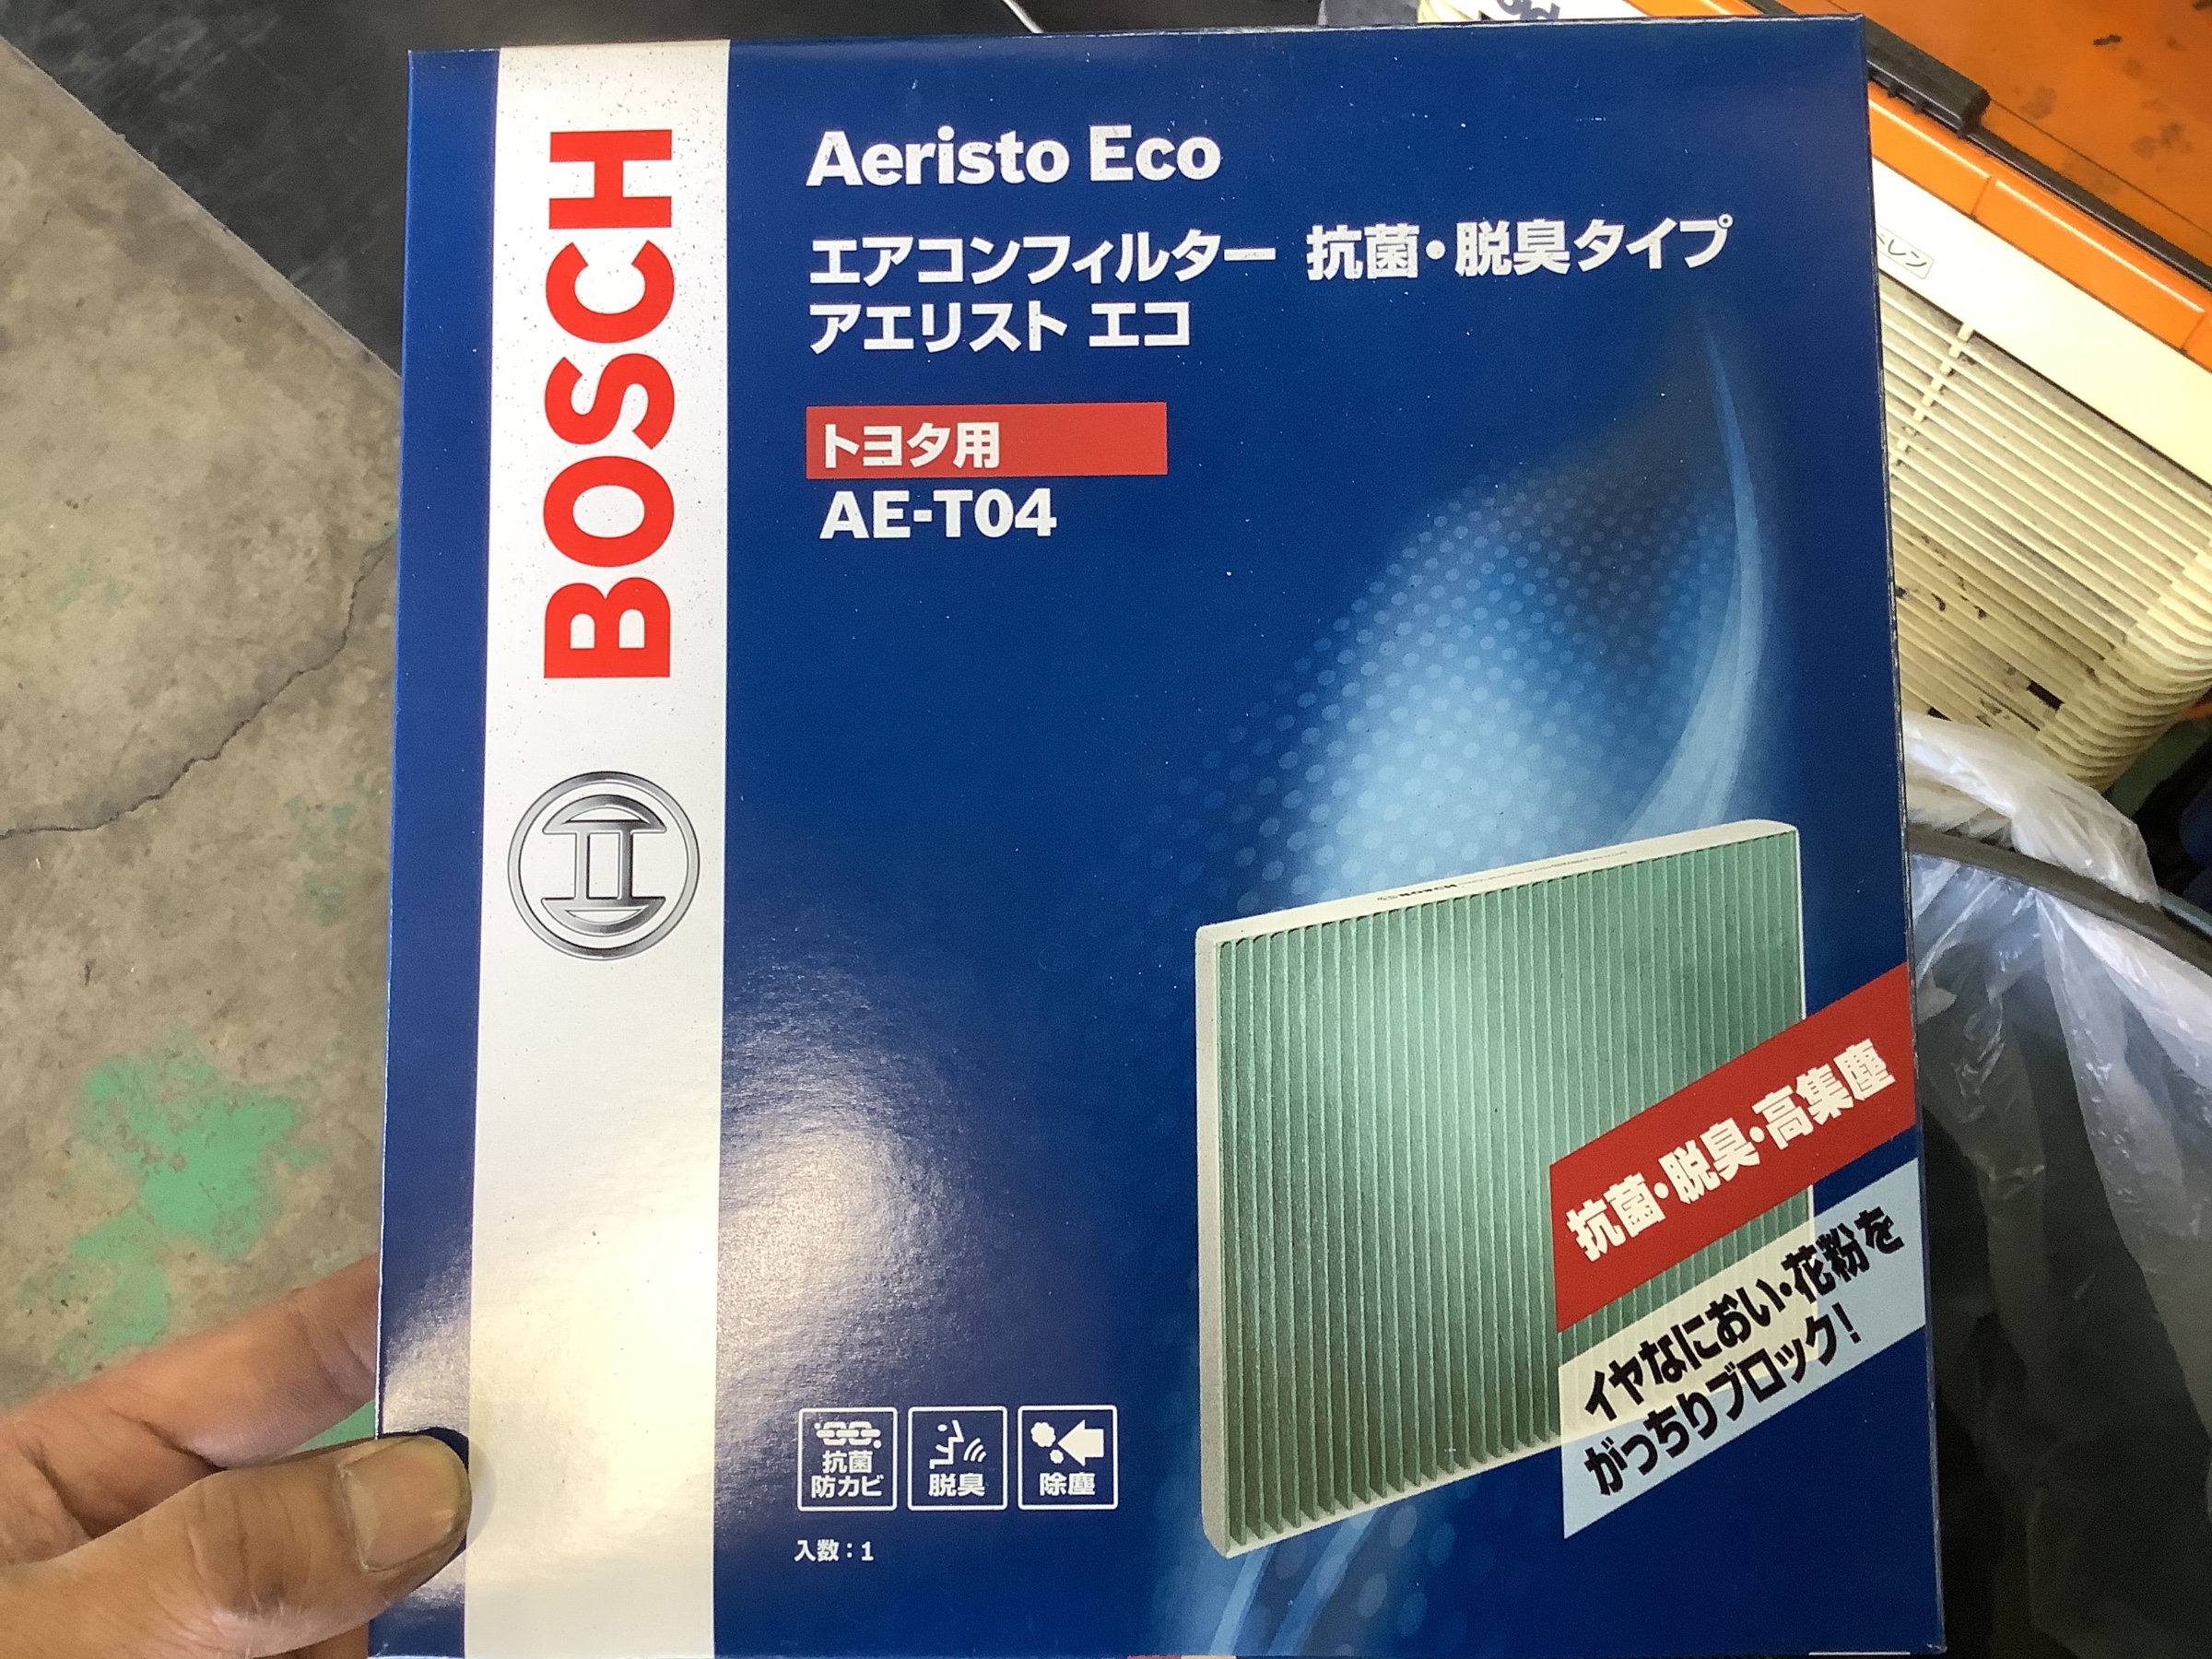 BOSCH
Aeristo Eco
エアコンフィルター 抗菌・脱臭タイプ
アエリスト エコ
トヨタ用
AE-T04
抗菌・脱臭・高集塵
イヤなにおい・花粉を
がっちりブロック!
抗菌
防カビ
脱臭
除塵
入数：1
BOSCH